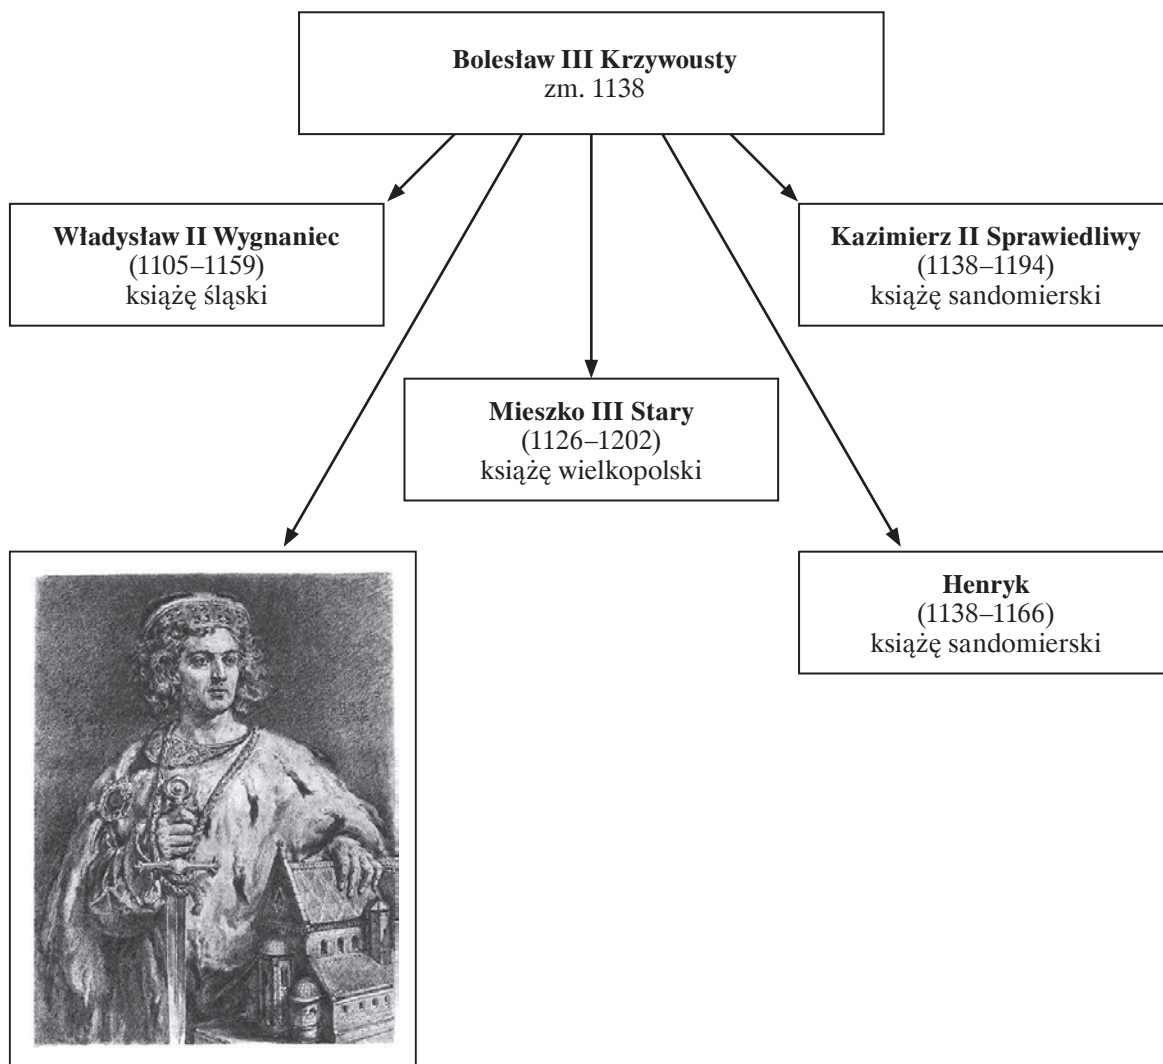 Bolesław III Krzywousty
zm. 1138
Władysław II Wygnaniec
(1105–1159)
książę śląski
Kazimierz II Sprawiedliwy
(1138–1194)
książę sandomierski
Mieszko III Stary
(1126–1202)
książę wielkopolski
Henryk
(1138–1166)
książę sandomierski